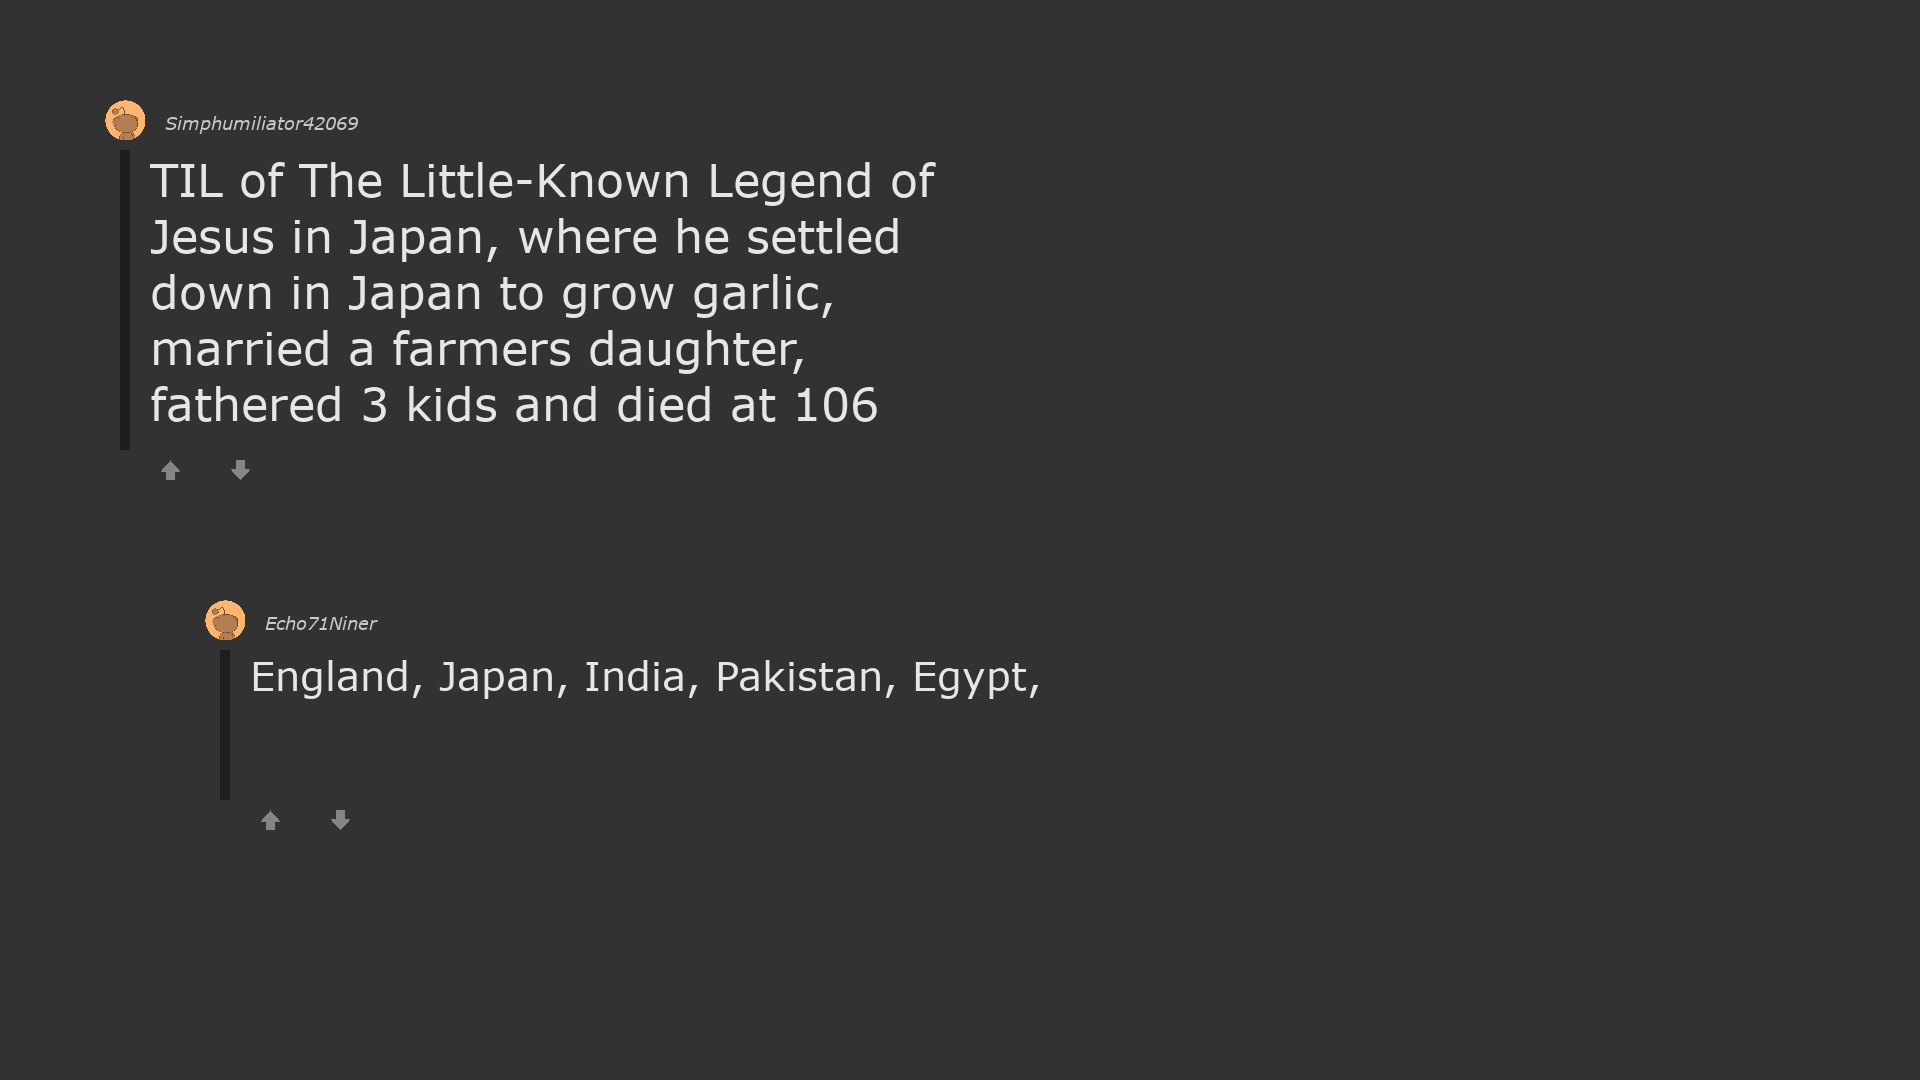 Simphumiliator42069
TIL of The Little-Known Legend of
Jesus in Japan, where he settled
down in Japan to grow garlic,
married a farmers daughter,
fathered 3 kids and died at 106
Echo71Niner
England, Japan, India, Pakistan, Egypt,